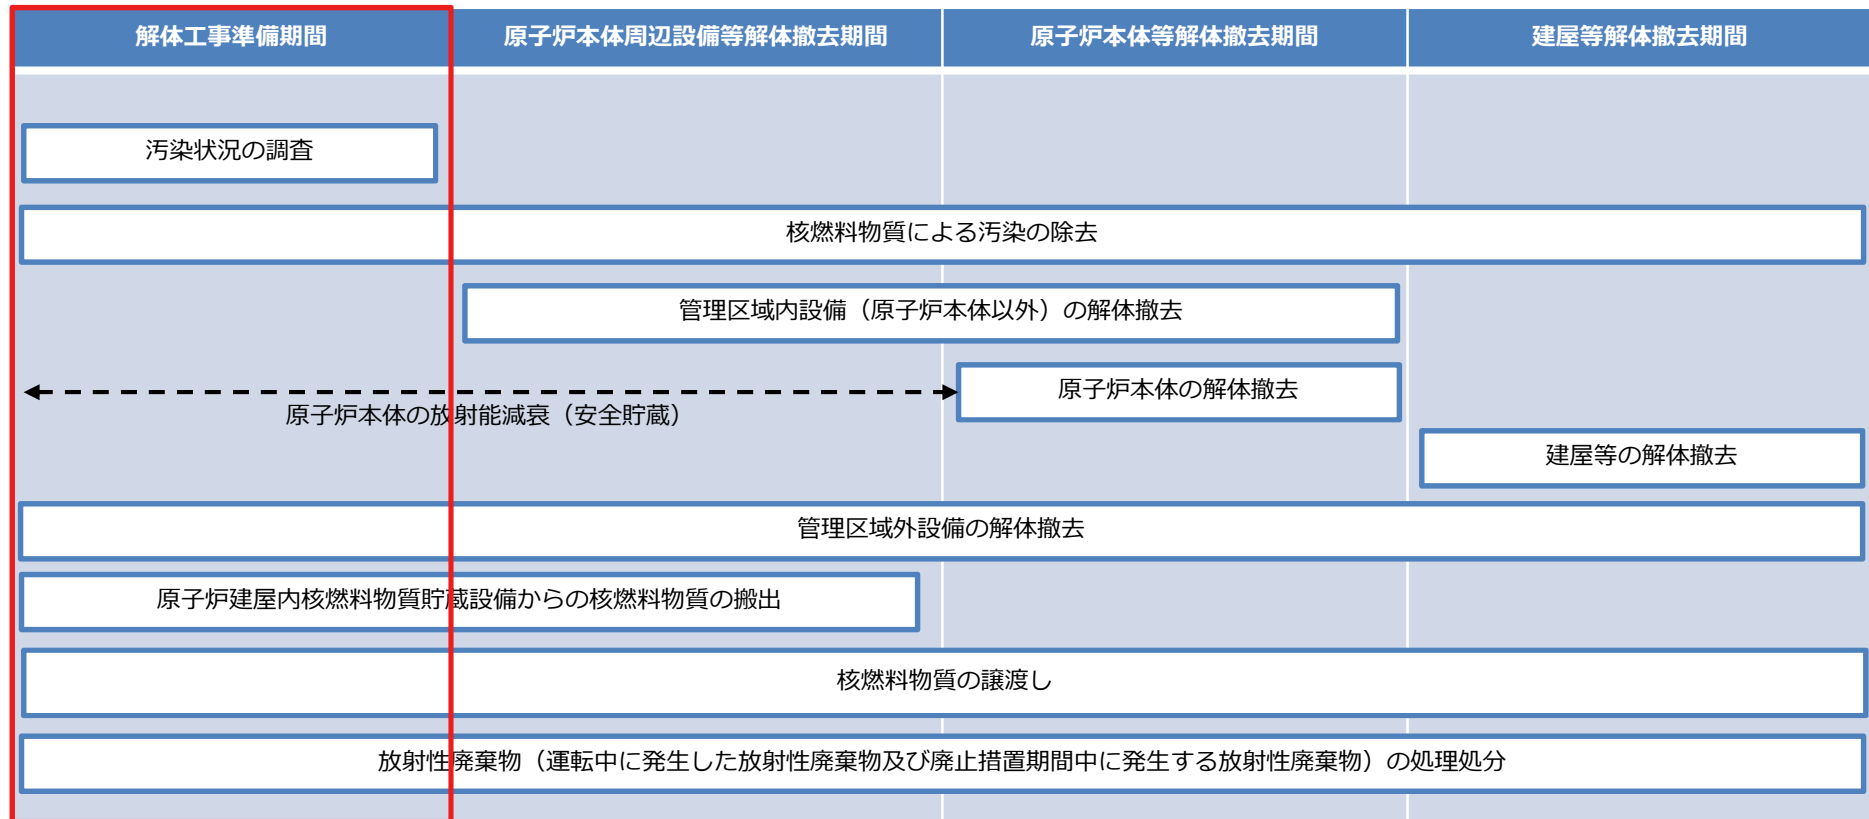 解体工事準備期間
原子炉本体周辺設備等解体撤去期間
原子炉本体等解体撤去期間
建屋等解体撤去期間
汚染状況の調査
核燃料物質による汚染の除去
管理区域内設備（原子炉本体以外）の解体撤去
原子炉本体の解体撤去
原子炉本体の放射能減衰（安全貯蔵）
建屋等の解体撤去
管理区域外設備の解体撤去
原子炉建屋内核燃料物質貯蔵設備からの核燃料物質の搬出
核燃料物質の譲渡し
放射性廃棄物（運転中に発生した放射性廃棄物及び廃止措置期間中に発生する放射性廃棄物）の処理処分